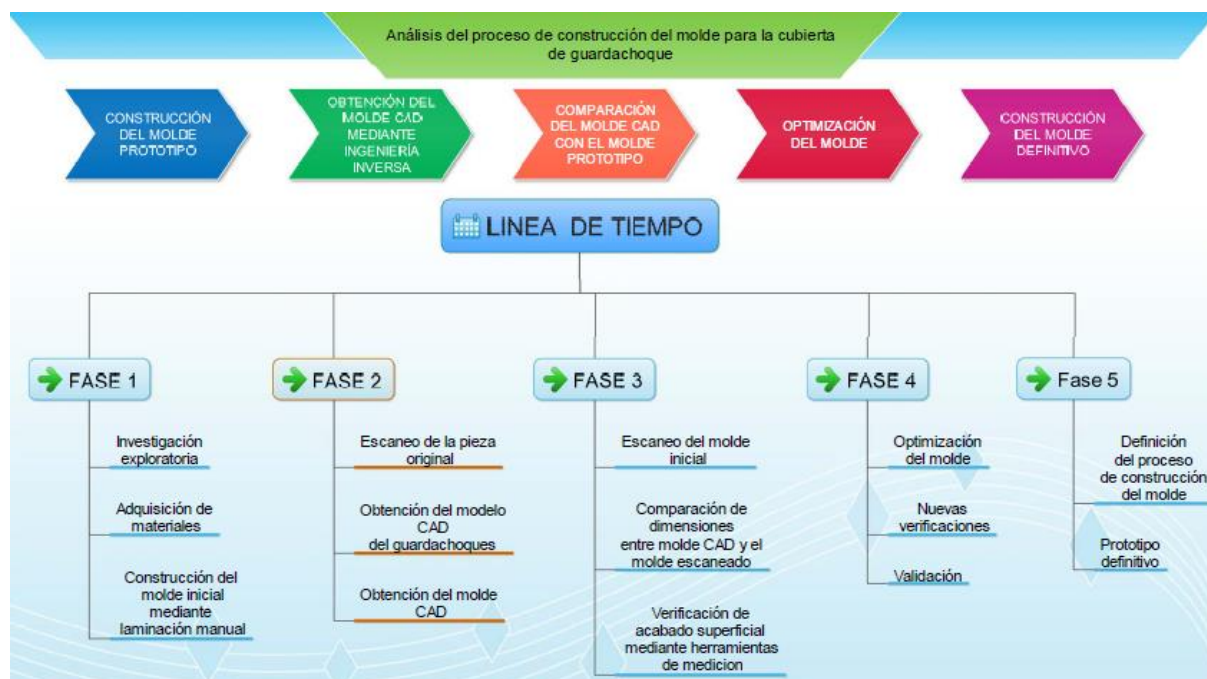 Análisis del proceso de construcción del molde para la cubierta
de guardachoque
CONSTRUCCIÓN
DEL MOLDE
PROTOTIPO
OBTENCIÓN DEL
MOLDE CAD
MEDIANTE
INGENIERÍA
INVERSA
COMPARACIÓN
DEL MOLDE CAD
CON EL MOLDE
PROTOTIPO
OPTIMIZACIÓN
DEL MOLDE
CONSTRUCCIÓN
DEL MOLDE
DEFINITIVO
LINEA DE TIEMPO
FASE 1
Investigación
exploratoria
Adquisición de
materiales
Construcción del
molde inicial
mediante
laminación manual
FASE 2
Escaneo de la pieza
original
Obtención del modelo
CAD
del guardachoques
Obtención del molde
CAD
FASE 3
Escaneo del molde
inicial
Comparación de
dimensiones
entre molde CAD y el
molde escaneado
Verificación de
acabado superficial
mediante herramientas
de medicion
FASE 4
Optimización
del molde
Nuevas
verificaciones
Validación
Fase 5
Definición
del proceso
de construcción
del molde
Prototipo
definitivo